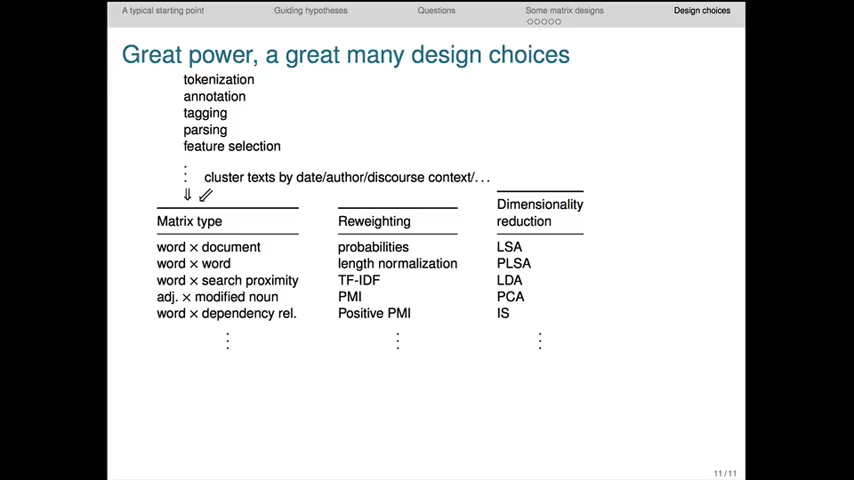 A typical starting point Guiding hypotheses Questions Some matrix designs Design choices
Great power, a great many design choices
tokenization
annotation
tagging
parsing
feature selection
⋮ cluster texts by date/author/discourse context/. . .
⇓ ⇙
Matrix type
word × document
word × word
word × search proximity
adj. × modified noun
word × dependency rel.
⋮
Reweighting
probabilities
length normalization
TF-IDF
PMI
Positive PMI
⋮
Dimensionality
reduction
LSA
PLSA
LDA
PCA
IS
⋮
11 / 11